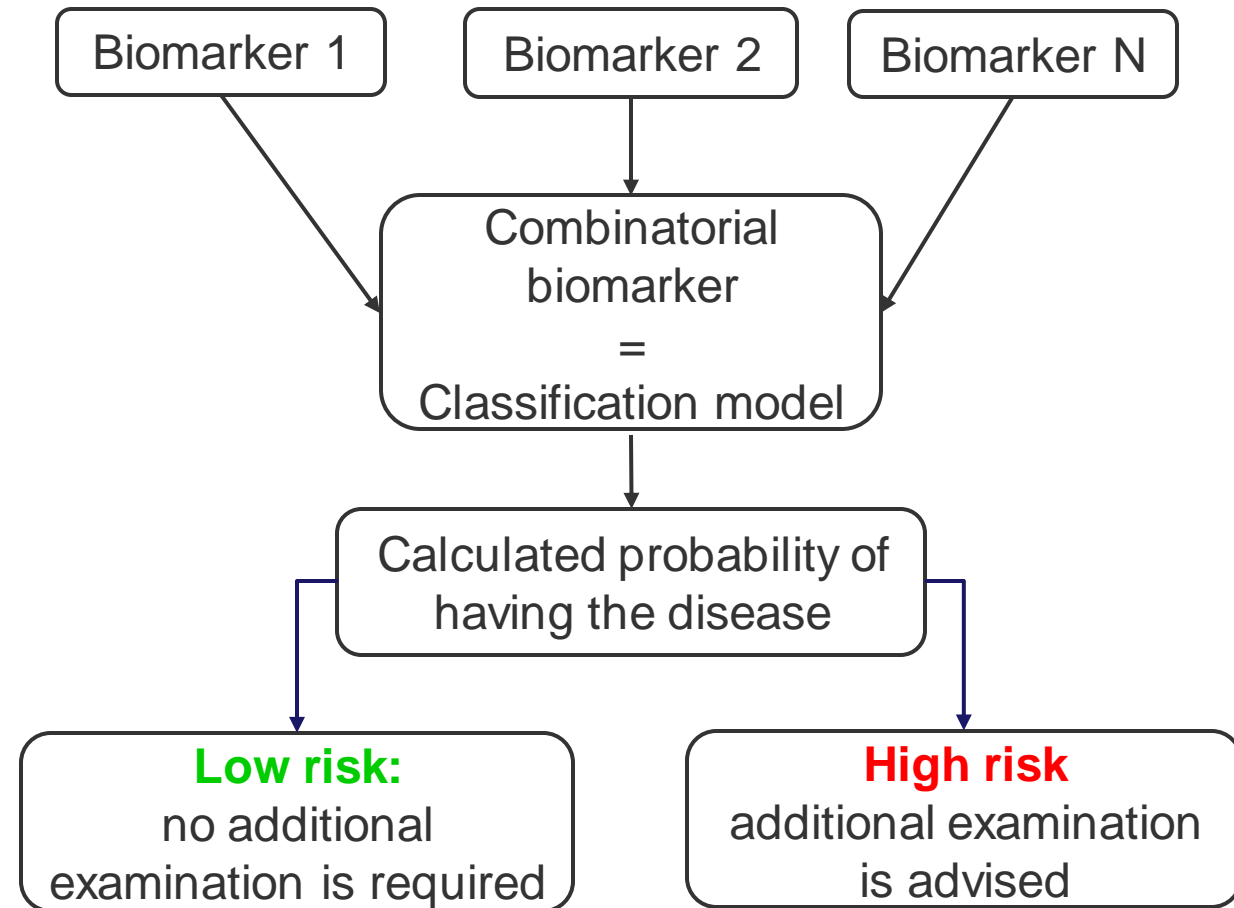 Biomarker 1
Biomarker 2
Biomarker N
Combinatorial
biomarker
=
Classification model
Calculated probability of
having the disease
Low risk:
no additional
examination is required
High risk
additional examination
is advised